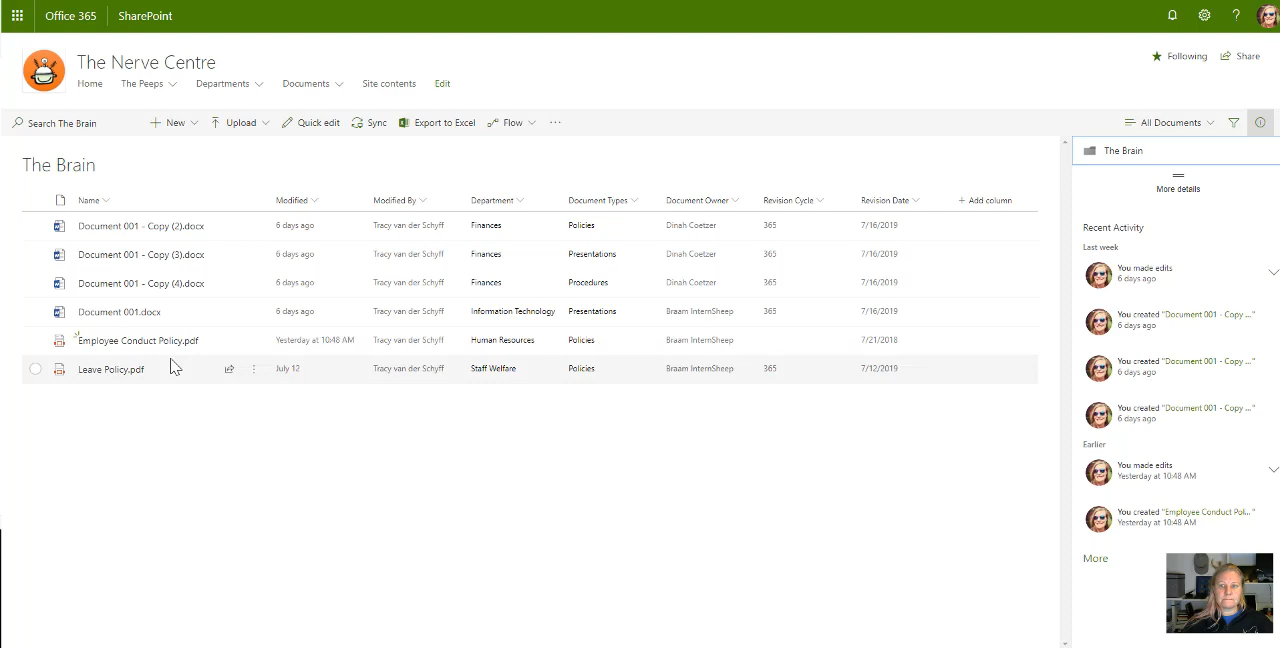 Office 365 SharePoint ?
The Nerve Centre
Following Share
Home The Peeps Departments Documents Site contents Edit
Search The Brain New Upload Quick edit Sync Export to Excel Flow ... All Documents
The Brain
Name Modified Modified By Department Document Types Document Owner Revision Cycle Revision Date + Add column
Document 001 - Copy (2).docx 6 days ago Tracy van der Schyff Finances Policies Dinah Coetzer 365 7/16/2019
Document 001 - Copy (3).docx 6 days ago Tracy van der Schyff Finances Presentations Dinah Coetzer 365 7/16/2019
Document 001 - Copy (4).docx 6 days ago Tracy van der Schyff Finances Procedures Dinah Coetzer 365 7/16/2019
Document 001.docx 6 days ago Tracy van der Schyff Information Technology Presentations Braam InternSheep 365 7/16/2019
Employee Conduct Policy.pdf Yesterday at 10:48 AM Tracy van der Schyff Human Resources Policies Braam InternSheep 7/21/2018
Leave Policy.pdf July 12 Tracy van der Schyff Staff Welfare Policies Braam InternSheep 365 7/12/2019
The Brain
More details
Recent Activity
Last week
You made edits
6 days ago
You created "Document 001 - Copy ..."
6 days ago
You created "Document 001 - Copy ..."
6 days ago
You created "Document 001 - Copy ..."
6 days ago
Earlier
You made edits
Yesterday at 10:48 AM
You created "Employee Conduct Pol... "
Yesterday at 10:48 AM
More